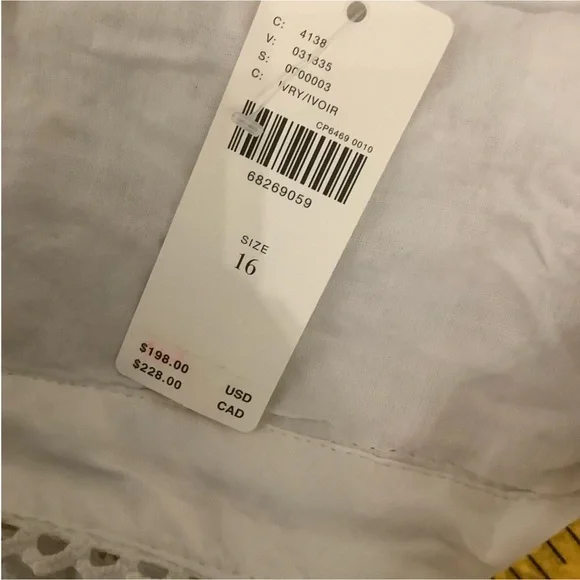 C: 4138
V: 031335
S: 0000003
C: IVRY/IVOIR
CP6469 0010
68269059
SIZE
16
$198.00 USD
$228.00 CAD